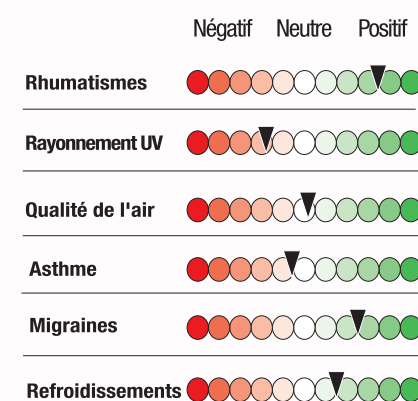 Négatif Neutre Positif
Rhumatismes
Rayonnement UV
Qualité de l'air
Asthme
Migraines
Refroidissements